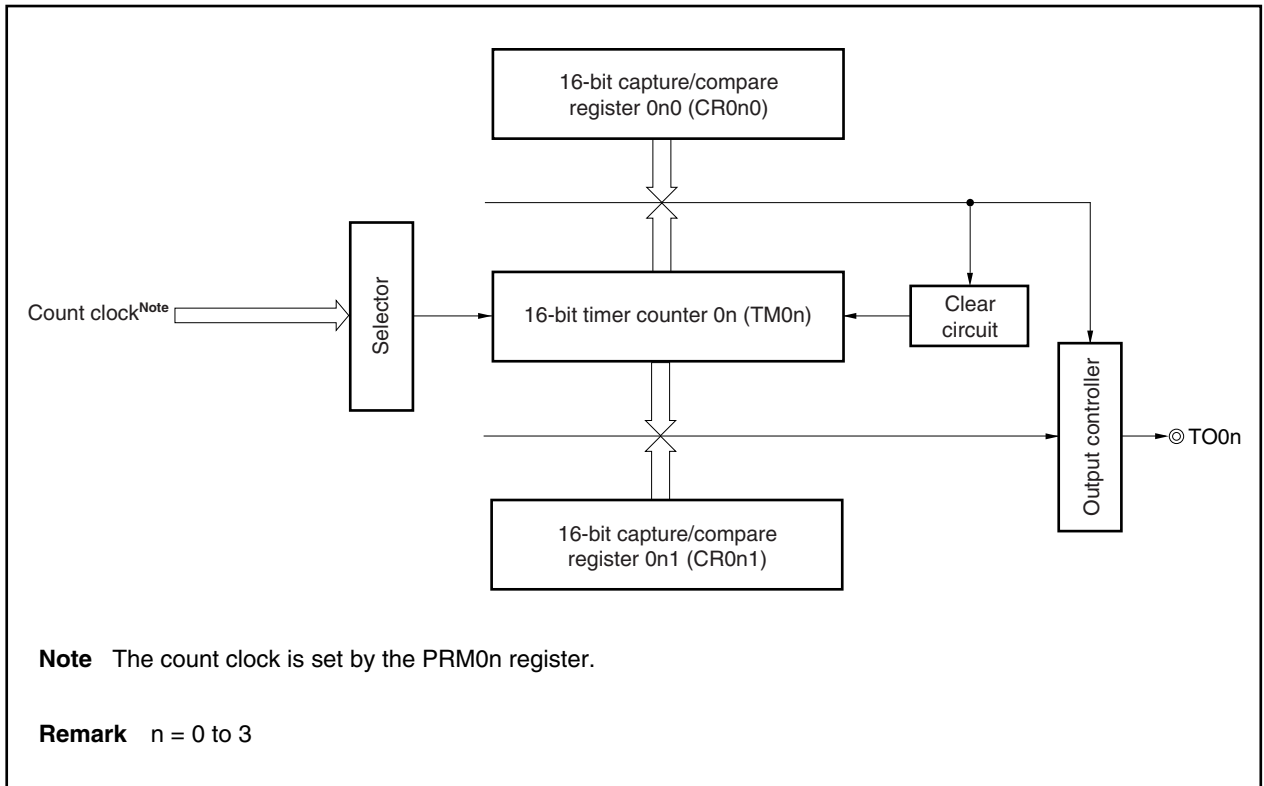 16-bit capture/compare
register 0n0 (CR0n0)
Count clockNote
Selector
16-bit timer counter 0n (TM0n)
Clear
circuit
Output controller
◎ TO0n
16-bit capture/compare
register 0n1 (CR0n1)
Note The count clock is set by the PRM0n register.
Remark n = 0 to 3